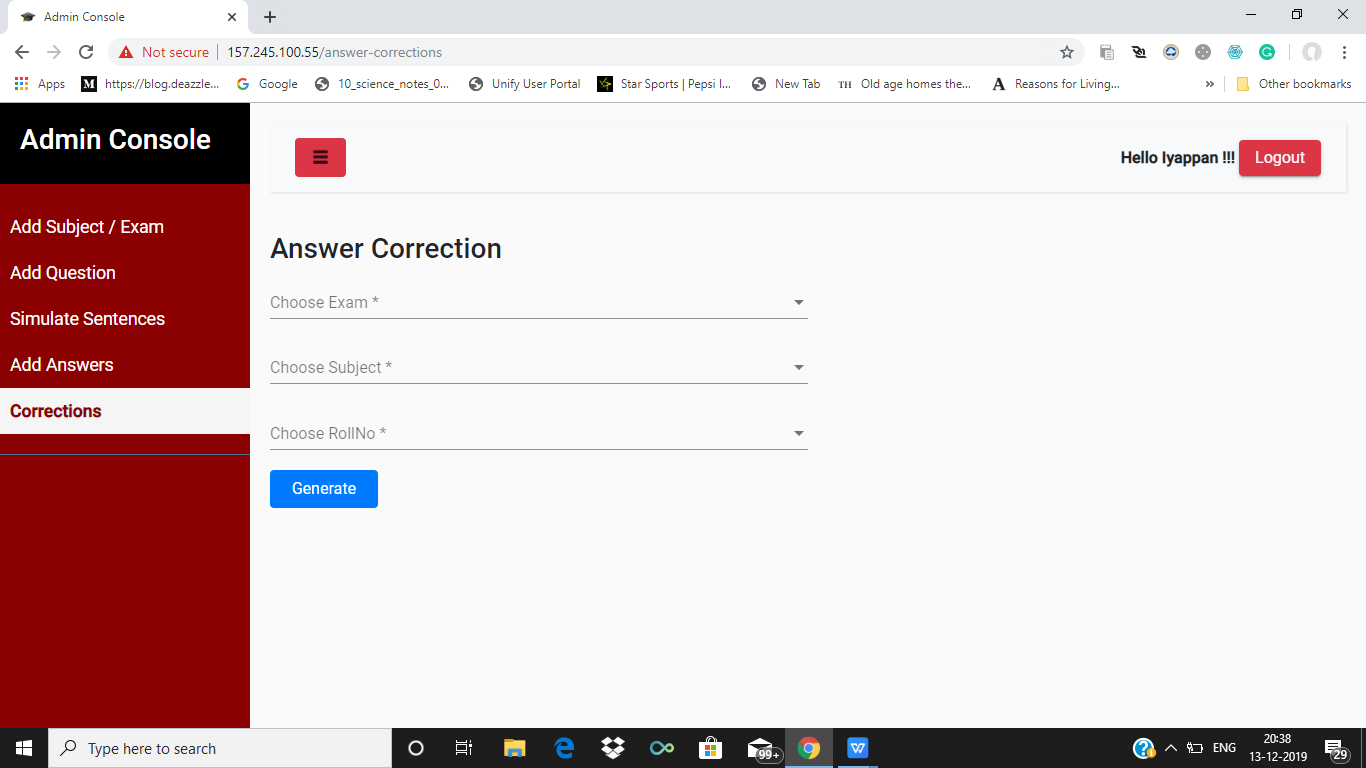 Admin Console
Not secure 157.245.100.55/answer-corrections
Apps M https://blog.deazzle... G Google 10_science_notes_0... Unify User Portal Star Sports | Pepsi I... New Tab TH Old age homes the... A Reasons for Living... » Other bookmarks
Admin Console
Hello Iyappan !!! Logout
Add Subject / Exam
Add Question
Simulate Sentences
Add Answers
Corrections
Answer Correction
Choose Exam *
Choose Subject *
Choose RollNo *
Generate
Type here to search
99+
W
ENG
20:38
13-12-2019
29